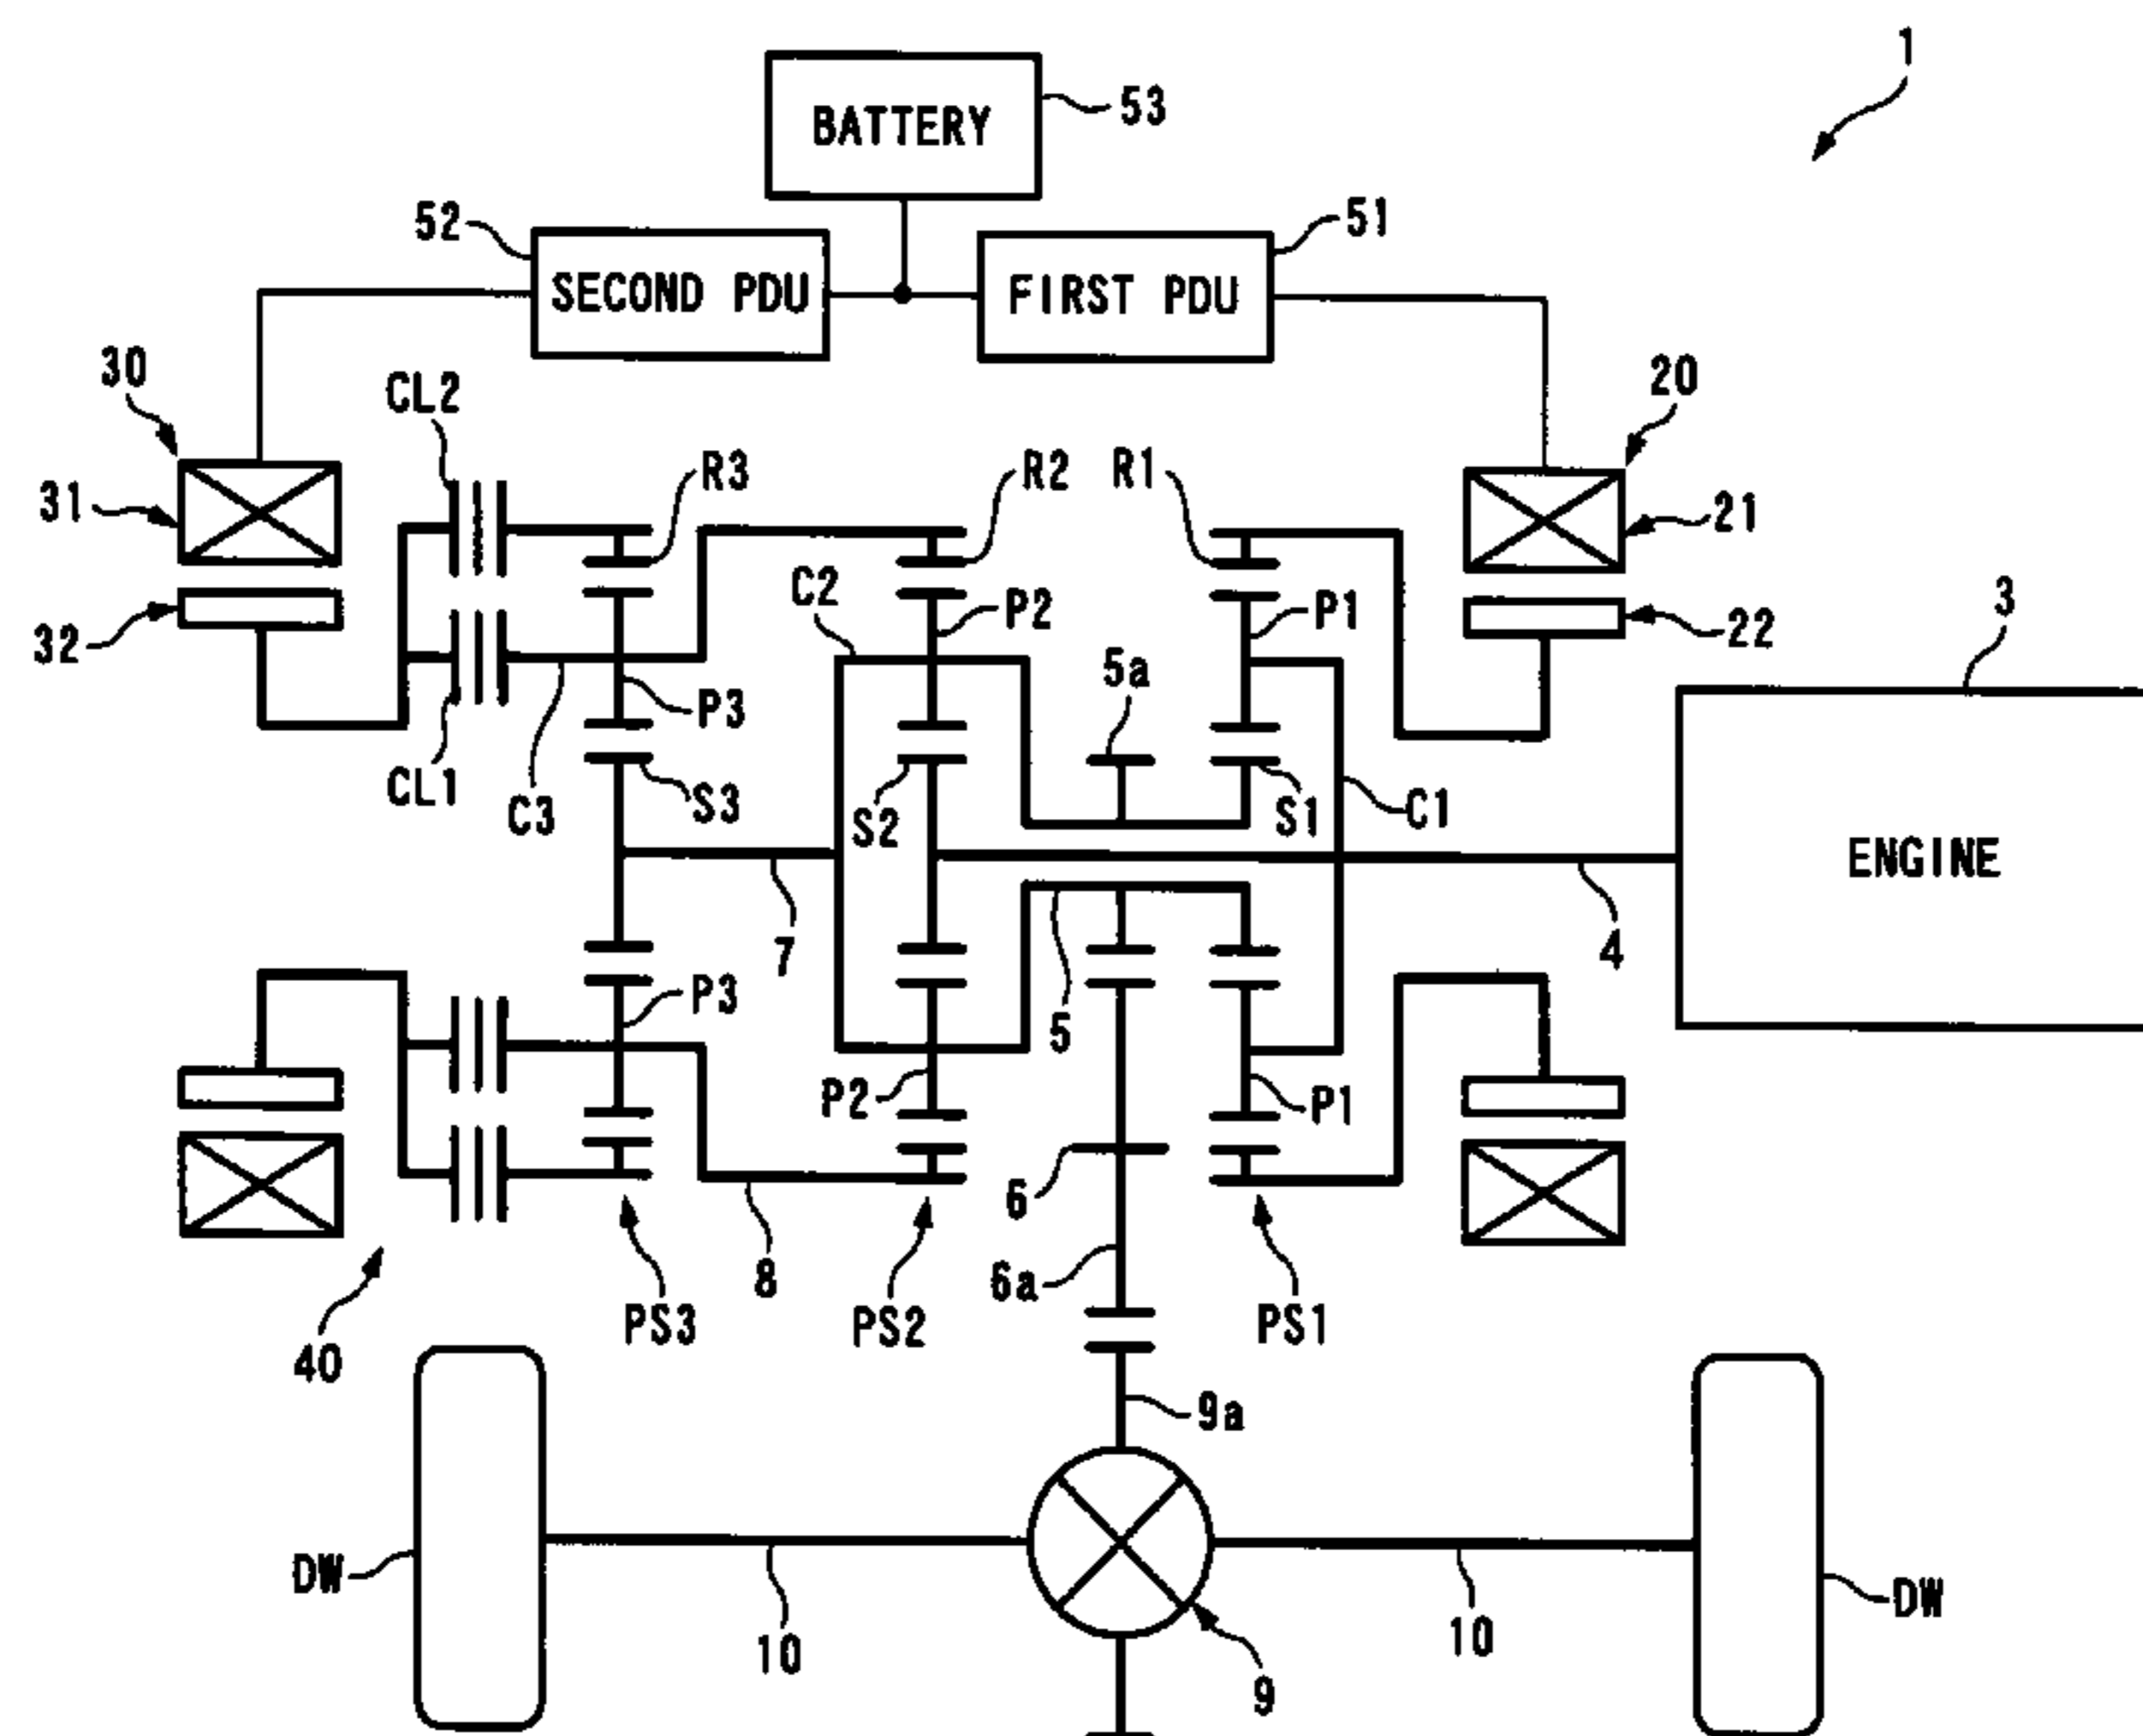 1
BATTERY
53
52
51
SECOND PDU
FIRST PDU
30
CL2
20
R3
R2
R1
31
21
C2
P2
P1
3
32
22
5a
P3
CL1
C3
S3
S2
S1
C1
ENGINE
7
4
P3
5
P2
P1
6
8
6a
PS3
PS2
PS1
40
9a
DW
DW
10
10
9